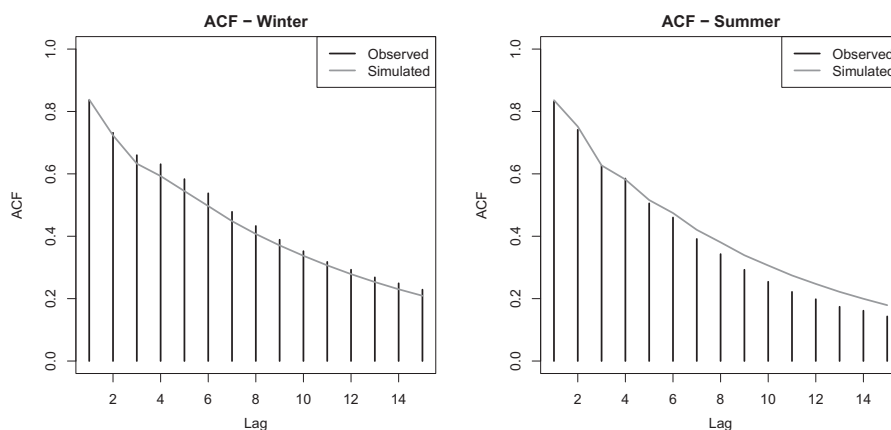 ACF − Winter
Observed
Simulated
ACF
0.0 0.2 0.4 0.6 0.8 1.0
2 4 6 8 10 12 14
Lag
ACF − Summer
Observed
Simulated
ACF
0.0 0.2 0.4 0.6 0.8 1.0
2 4 6 8 10 12 14
Lag